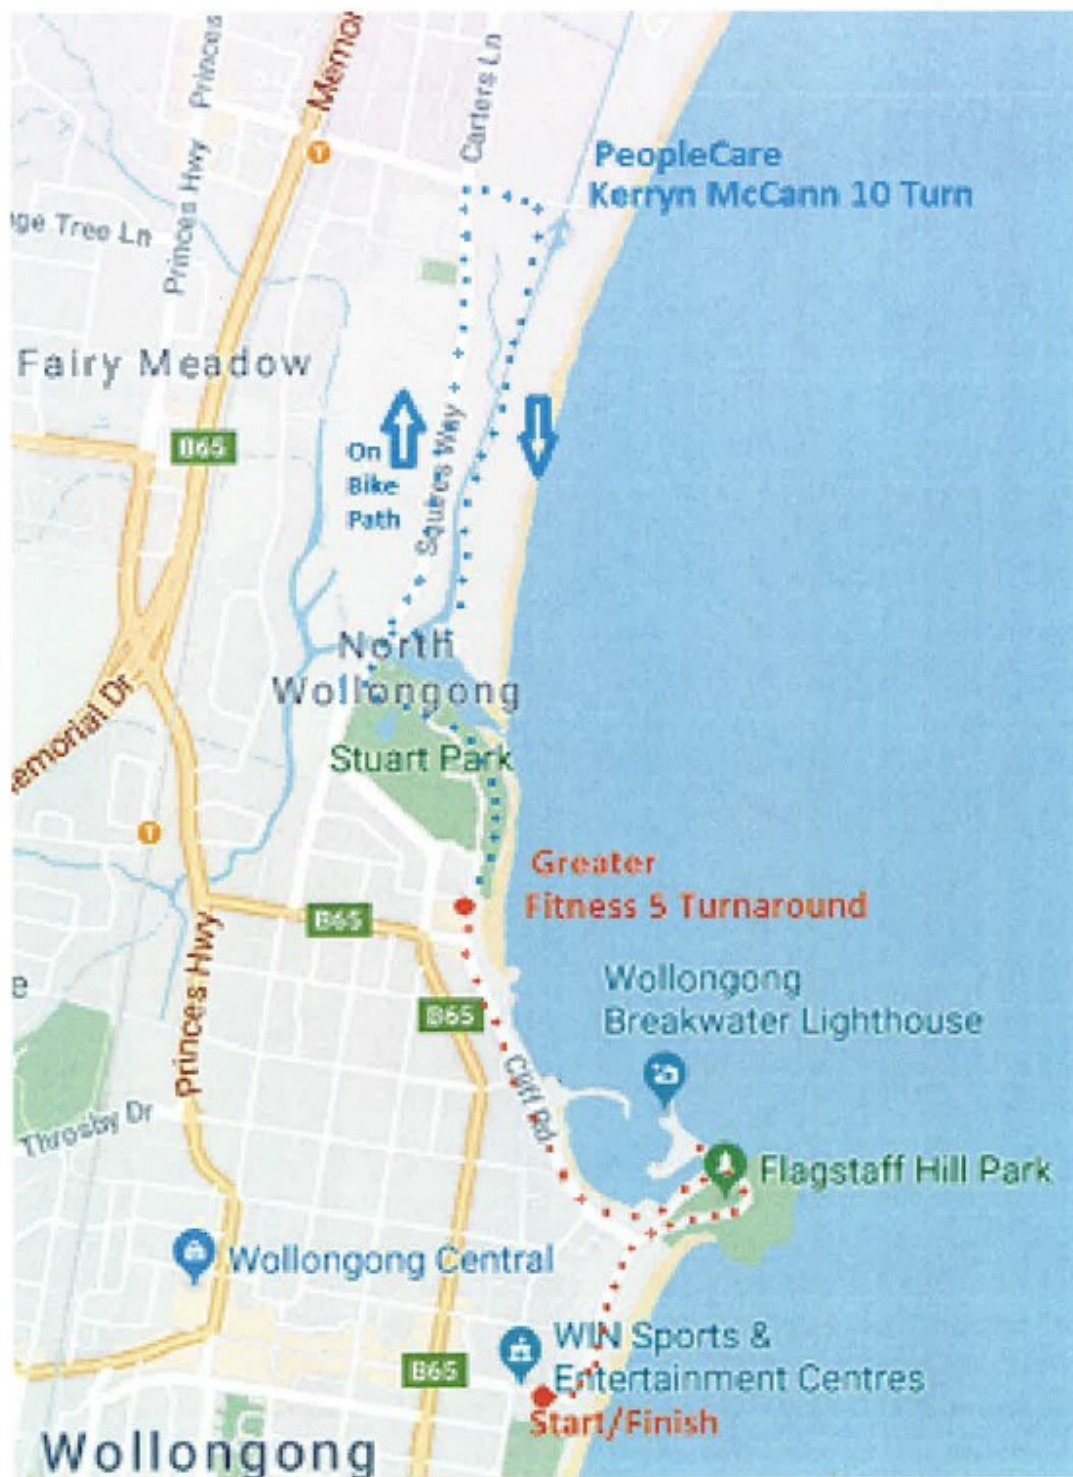 Princes
Princes Hwy
Memor
Carters Ln
PeopleCare
Kerryn McCann 10 Turn
ge Tree Ln
Fairy Meadow
B65
On
Bike
Path
Squires Way
North
Wollongong
Stuart Park
emorial Dr
T
T
Greater
Fitness 5 Turnaround
B65
B65
Princes Hwy
e
Wollongong
Breakwater Lighthouse
Cliff Rd
Throsby Dr
Flagstaff Hill Park
Wollongong Central
WIN Sports &
Entertainment Centres
B65
Start/Finish
Wollongong